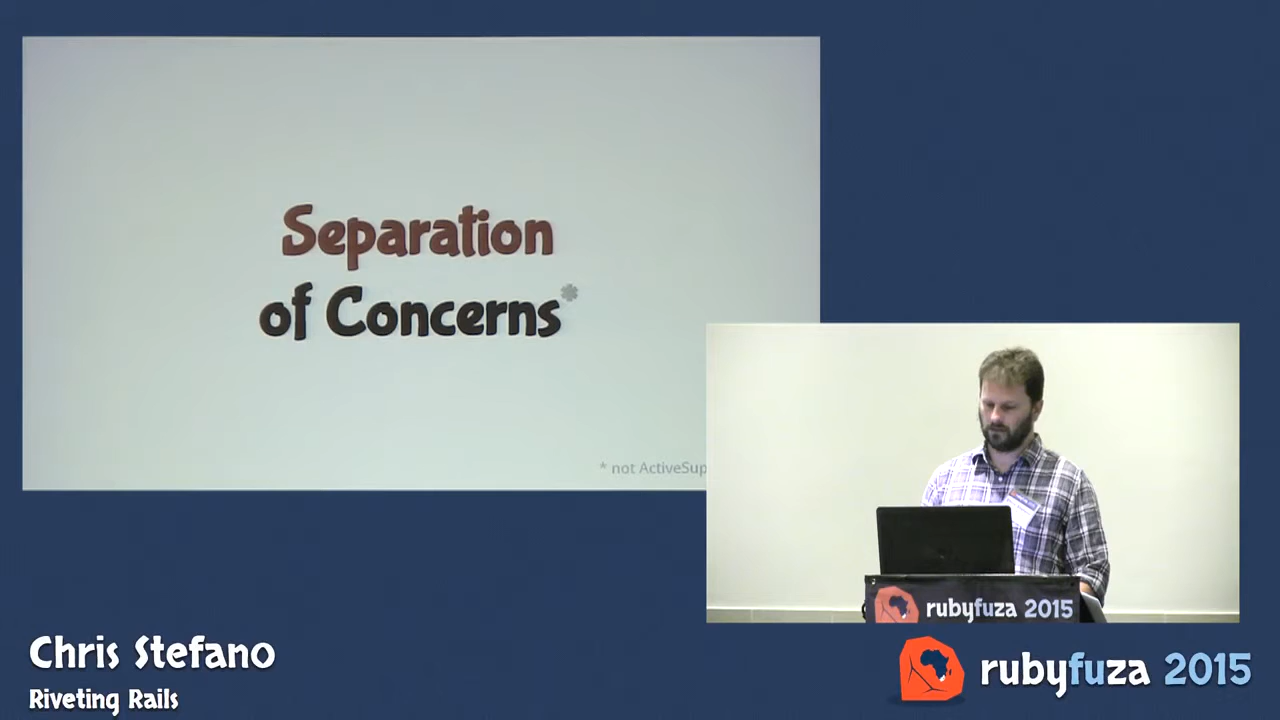 Separation
of Concerns*
* not ActiveSup
rubyfuza 2015
Chris Stefano
Riveting Rails
rubyfuza 2015